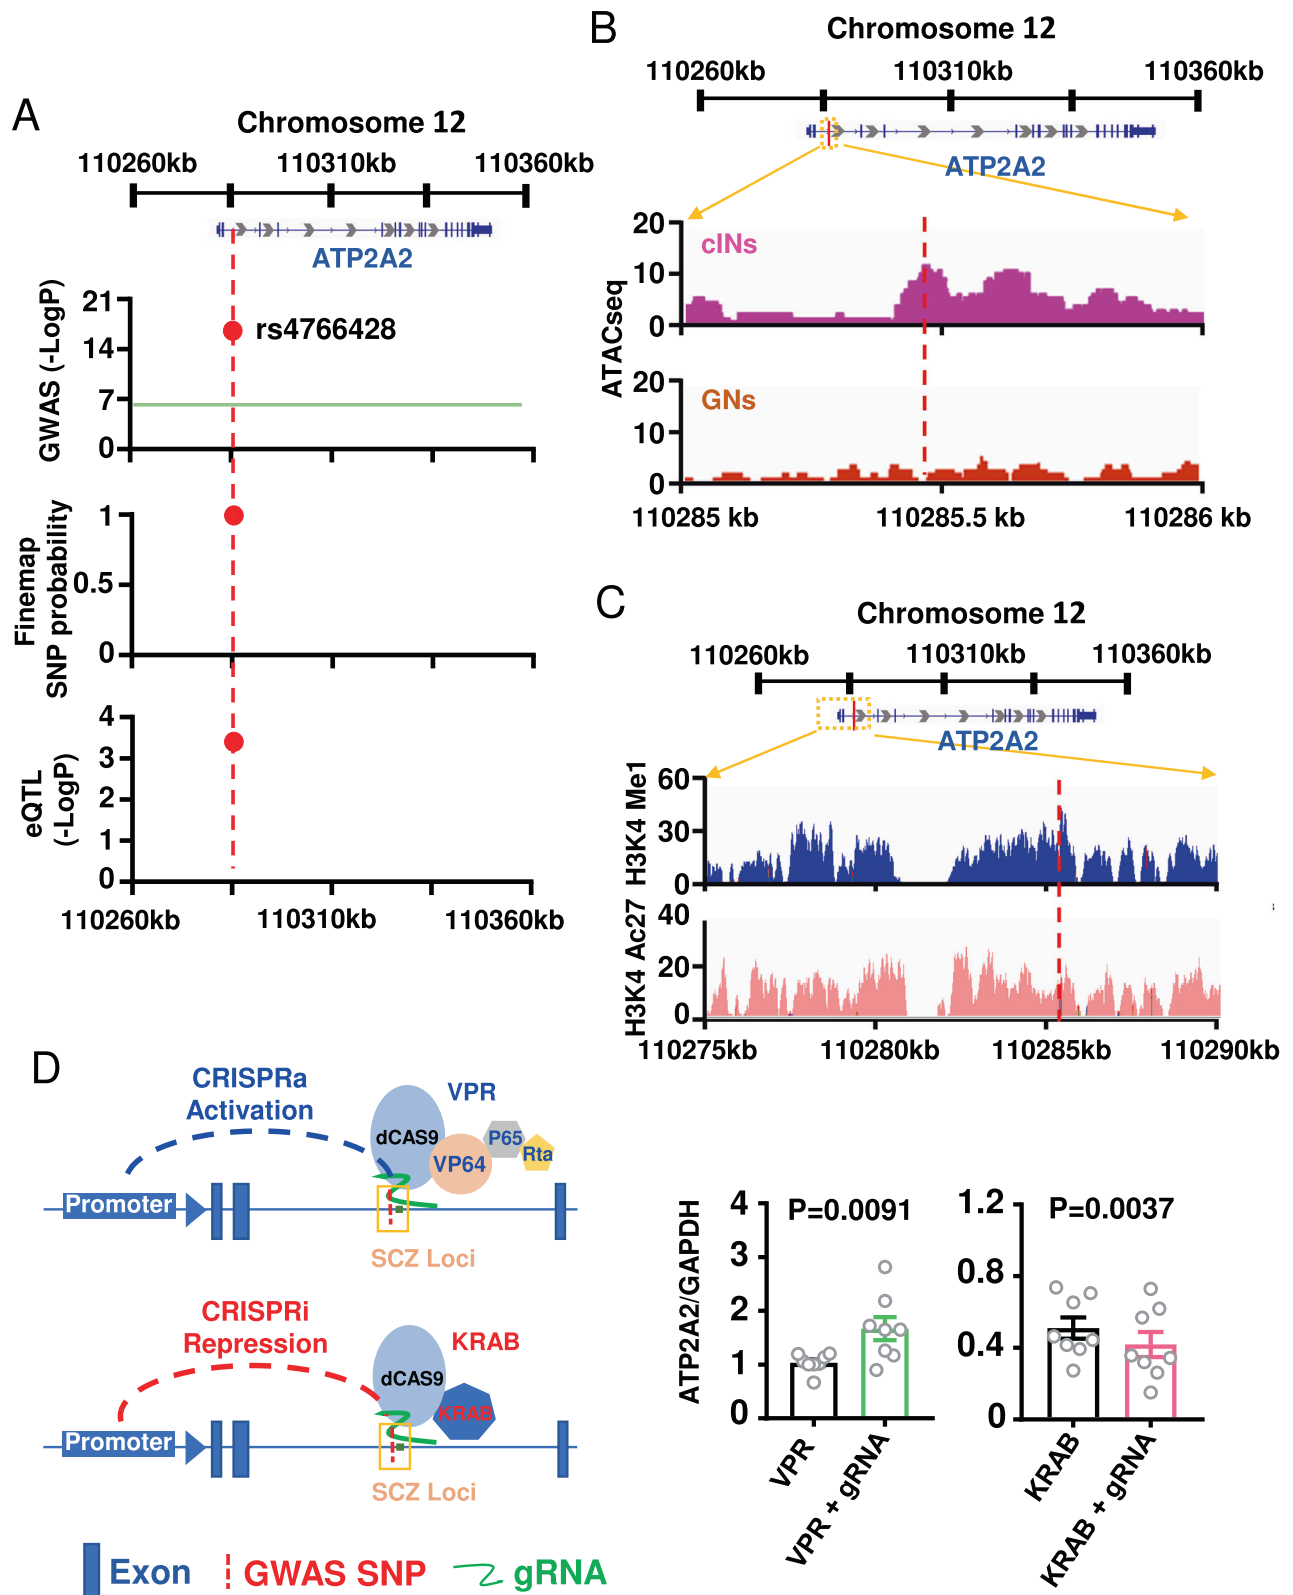 A
Chromosome 12
110260kb 110310kb 110360kb
ATP2A2
GWAS (-LogP)
21
14
7
0
rs4766428
Finemap
SNP probability
1
0.5
0
eQTL
(-LogP)
4
3
2
1
0
110260kb 110310kb 110360kb
B
Chromosome 12
110260kb 110310kb 110360kb
ATP2A2
ATACseq
20
10
0
cINs
20
10
0
GNs
110285 kb 110285.5 kb 110286 kb
C
Chromosome 12
110260kb 110310kb 110360kb
ATP2A2
H3K4 Me1
60
30
0
H3K4 Ac27
40
20
0
110275kb 110280kb 110285kb 110290kb
D
CRISPRa
Activation
VPR
dCAS9
VP64
P65
Rta
Promoter
SCZ Loci
CRISPRi
Repression
KRAB
dCAS9
KRAB
Promoter
SCZ Loci
Exon
GWAS SNP
gRNA
ATP2A2/GAPDH
4
3
2
1
0
P=0.0091
VPR
VPR + gRNA
1.2
0.8
0.4
0
P=0.0037
KRAB
KRAB + gRNA